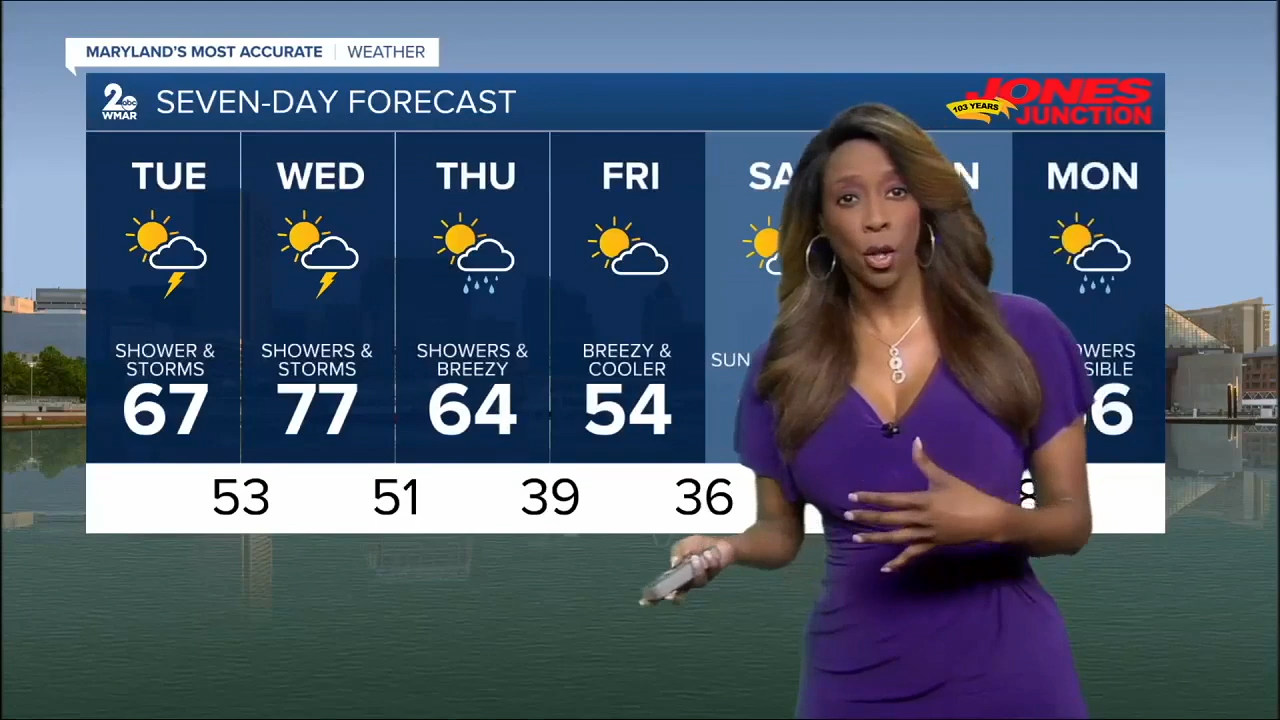 MARYLAND'S MOST ACCURATE | WEATHER
2 abc
WMAR
SEVEN-DAY FORECAST
103 YEARS
JONES
JUNCTION
TUE WED THU FRI MON
SHOWER & SHOWERS & SHOWERS & BREEZY &
STORMS STORMS BREEZY COOLER SUN
67 77 64 54
53 51 39 36